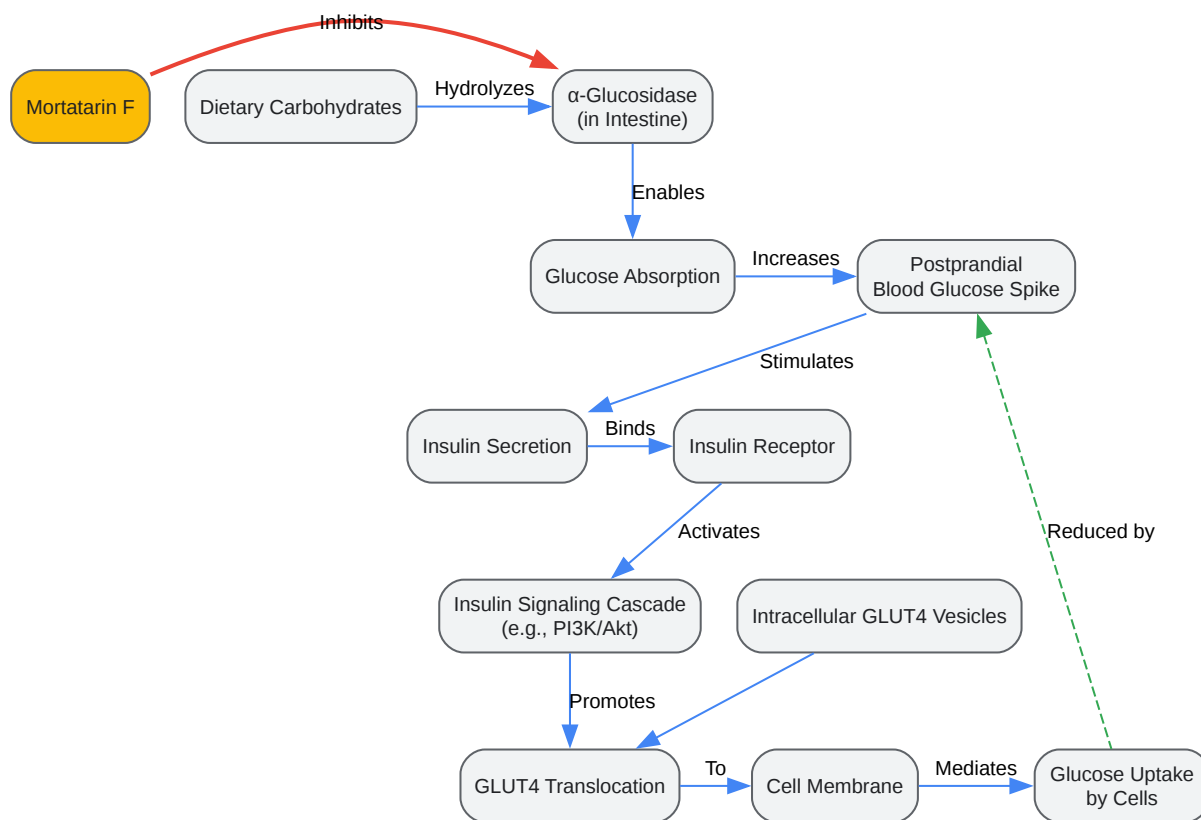 Inhibits
Mortatarin F
Dietary Carbohydrates
Hydrolyzes
α-Glucosidase
(in Intestine)
Enables
Glucose Absorption
Increases
Postprandial
Blood Glucose Spike
Stimulates
Insulin Secretion
Binds
Insulin Receptor
Activates
Reduced by
Insulin Signaling Cascade
(e.g., PI3K/Akt)
Intracellular GLUT4 Vesicles
Promotes
GLUT4 Translocation
To
Cell Membrane
Mediates
Glucose Uptake
by Cells